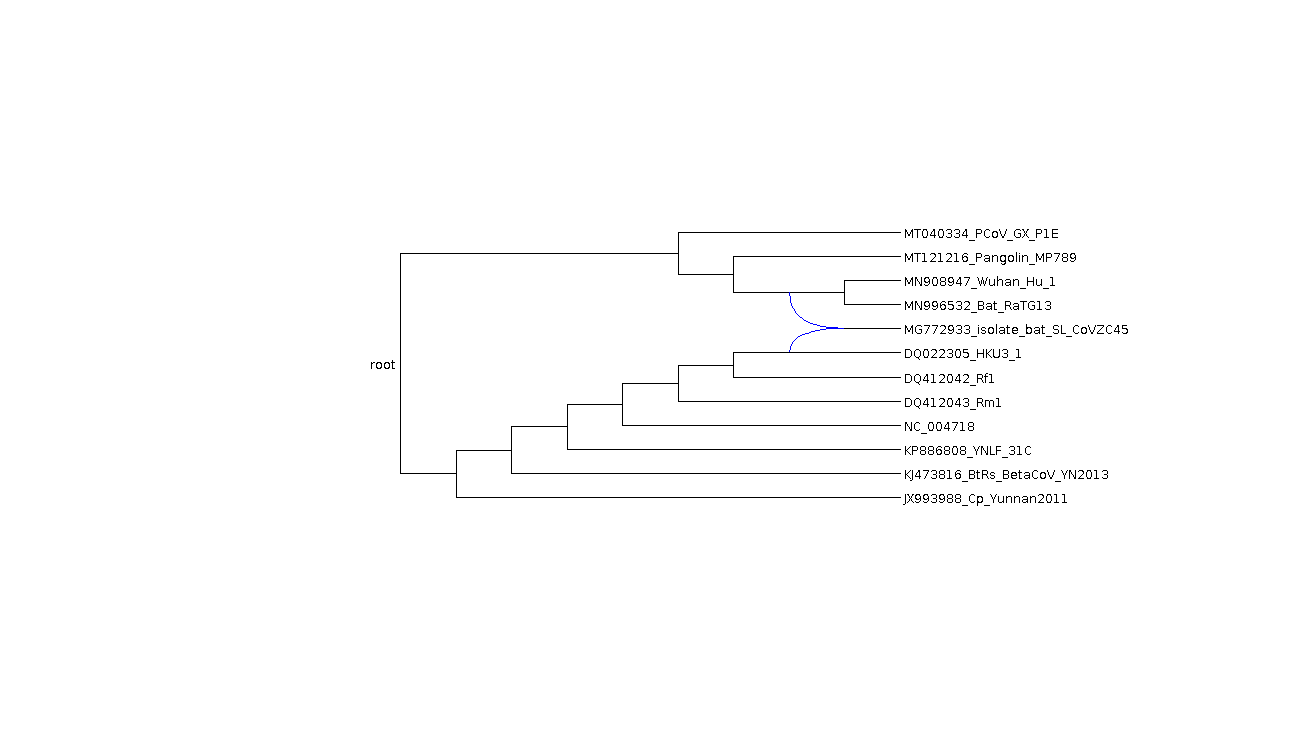 MT040334_PCoV_GX_P1E
MT121216_Pangolin_MP789
MN908947_Wuhan_Hu_1
MN996532_Bat_RaTG13
MG772933_isolate_bat_SL_CoVZC45
DQ022305_HKU3_1
root
DQ412042_Rf1
DQ412043_Rm1
NC_004718
KP886808_YNLF_31C
KJ473816_BtRs_BetaCoV_YN2013
JX993988_Cp_Yunnan2011